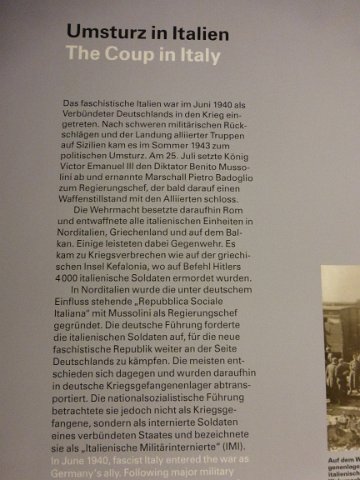 Umsturz in Italien
The Coup in Italy
Das faschistische Italien war im Juni 1940 als
Verbündeter Deutschlands in den Krieg ein-
getreten. Nach schweren militärischen Rück-
schlägen und der Landung alliierter Truppen
auf Sizilien kam es im Sommer 1943 zum
politischen Umsturz. Am 25. Juli setzte König
Victor Emanuel III den Diktator Benito Musso-
lini ab und ernannte Marschall Pietro Badoglio
zum Regierungschef, der bald darauf einen
Waffenstillstand mit den Alliierten schloss.
Die Wehrmacht besetzte daraufhin Rom
und entwaffnete alle italienischen Einheiten in
Norditalien, Griechenland und auf dem Bal-
kan. Einige leisteten dabei Gegenwehr. Es
kam zu Kriegsverbrechen wie auf der griechi-
schen Insel Kefalonia, wo auf Befehl Hitlers
4 000 italienische Soldaten ermordet wurden.
In Norditalien wurde die unter deutschem
Einfluss stehende „Repubblica Sociale
Italiana“ mit Mussolini als Regierungschef
gegründet. Die deutsche Führung forderte
die italienischen Soldaten auf, für die neue
faschistische Republik weiter an der Seite
Deutschlands zu kämpfen. Die meisten ent-
schieden sich dagegen und wurden daraufhin
in deutsche Kriegsgefangenenlager abtrans-
portiert. Die nationalsozialistische Führung
betrachtete sie jedoch nicht als Kriegsge-
fangene, sondern als internierte Soldaten
eines verbündeten Staates und bezeichnete
sie als „Italienische Militärinternierte“ (IMI).
In June 1940, fascist Italy entered the war as
Germany's ally. Following major military
Auf dem W
genenlage
italienisch